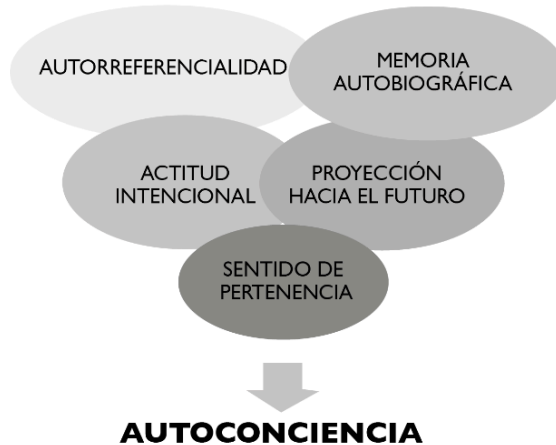 AUTORREFERENCIALIDAD
MEMORIA
AUTOBIOGRÁFICA
ACTITUD
INTENCIONAL
PROYECCIÓN
HACIA EL FUTURO
SENTIDO DE
PERTENENCIA
AUTOCONCIENCIA